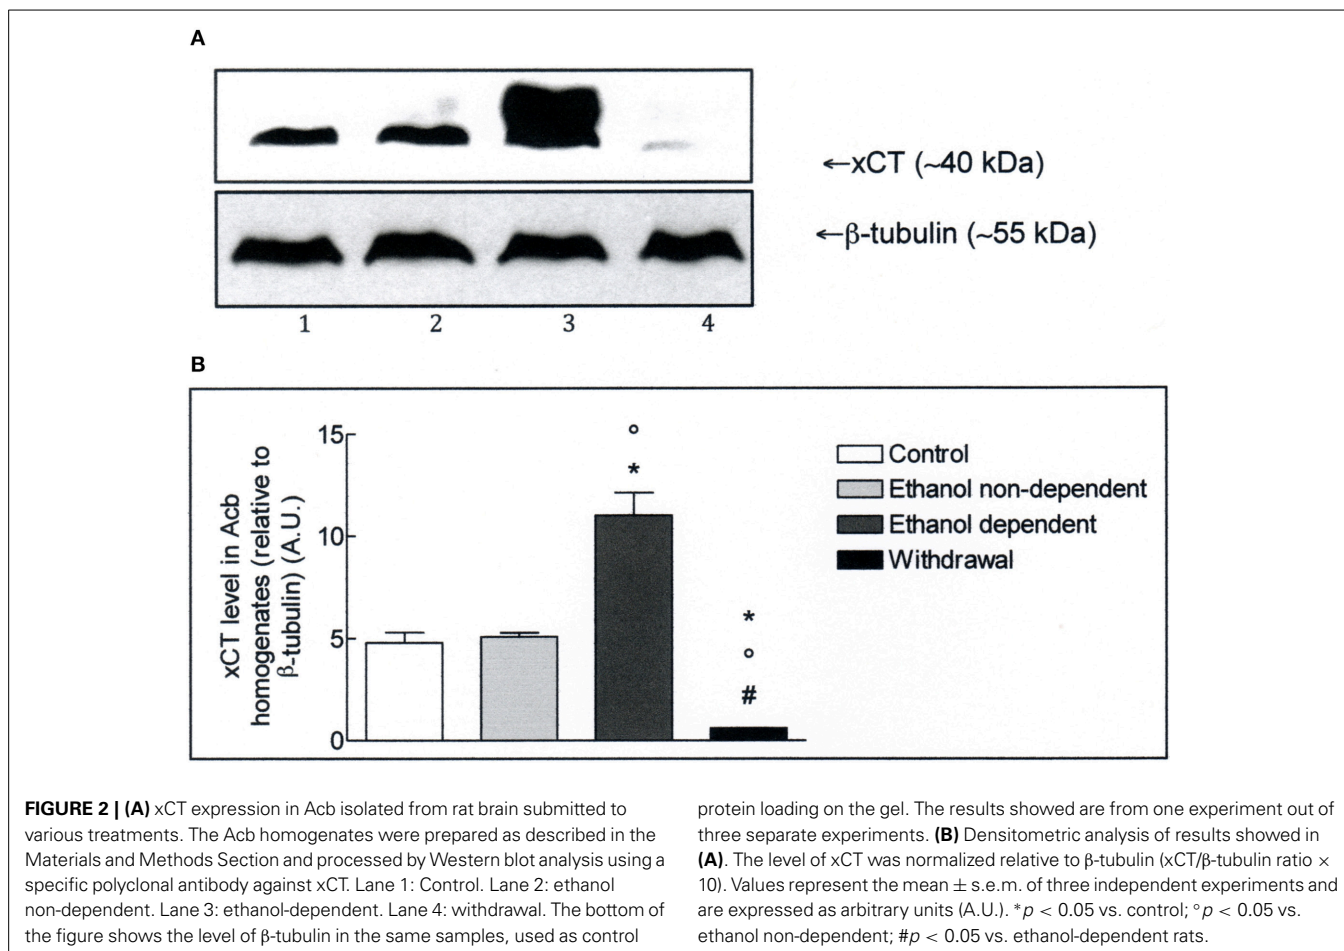 A
←xCT (~40 kDa)
←β-tubulin (~55 kDa)
1 2 3 4
B
xCT level in Acb
homogenates (relative to
β-tubulin) (A.U.)
15
10
5
0
°
*
*
°
#
Control
Ethanol non-dependent
Ethanol dependent
Withdrawal
FIGURE 2 | (A) xCT expression in Acb isolated from rat brain submitted to
various treatments. The Acb homogenates were prepared as described in the
Materials and Methods Section and processed by Western blot analysis using a
specific polyclonal antibody against xCT. Lane 1: Control. Lane 2: ethanol
non-dependent. Lane 3: ethanol-dependent. Lane 4: withdrawal. The bottom of
the figure shows the level of β-tubulin in the same samples, used as control
protein loading on the gel. The results showed are from one experiment out of
three separate experiments. (B) Densitometric analysis of results showed in
(A). The level of xCT was normalized relative to β-tubulin (xCT/β-tubulin ratio ×
10). Values represent the mean ± s.e.m. of three independent experiments and
are expressed as arbitrary units (A.U.). *p < 0.05 vs. control; °p < 0.05 vs.
ethanol non-dependent; #p < 0.05 vs. ethanol-dependent rats.